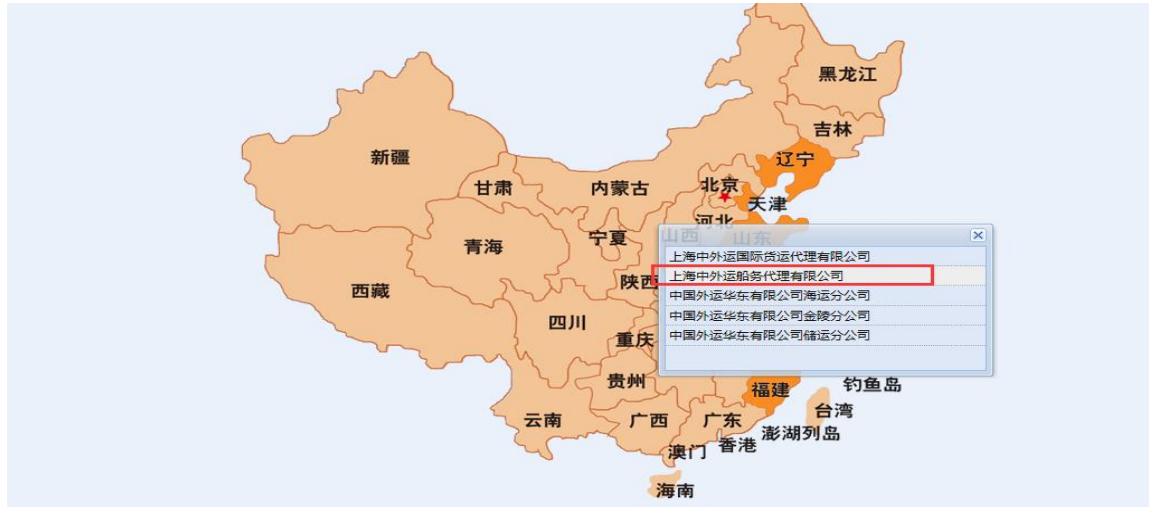 黑龙江
吉林
辽宁
新疆
甘肃
内蒙古
北京
天津
河北
山西
山东
宁夏
青海
陕西
西藏
上海中外运国际货运代理有限公司
上海中外运船务代理有限公司
中国外运华东有限公司海运分公司
中国外运华东有限公司金陵分公司
中国外运华东有限公司储运分公司
四川
重庆
贵州
福建
钓鱼岛
云南
广西
广东
台湾
澎湖列岛
香港
澳门
海南